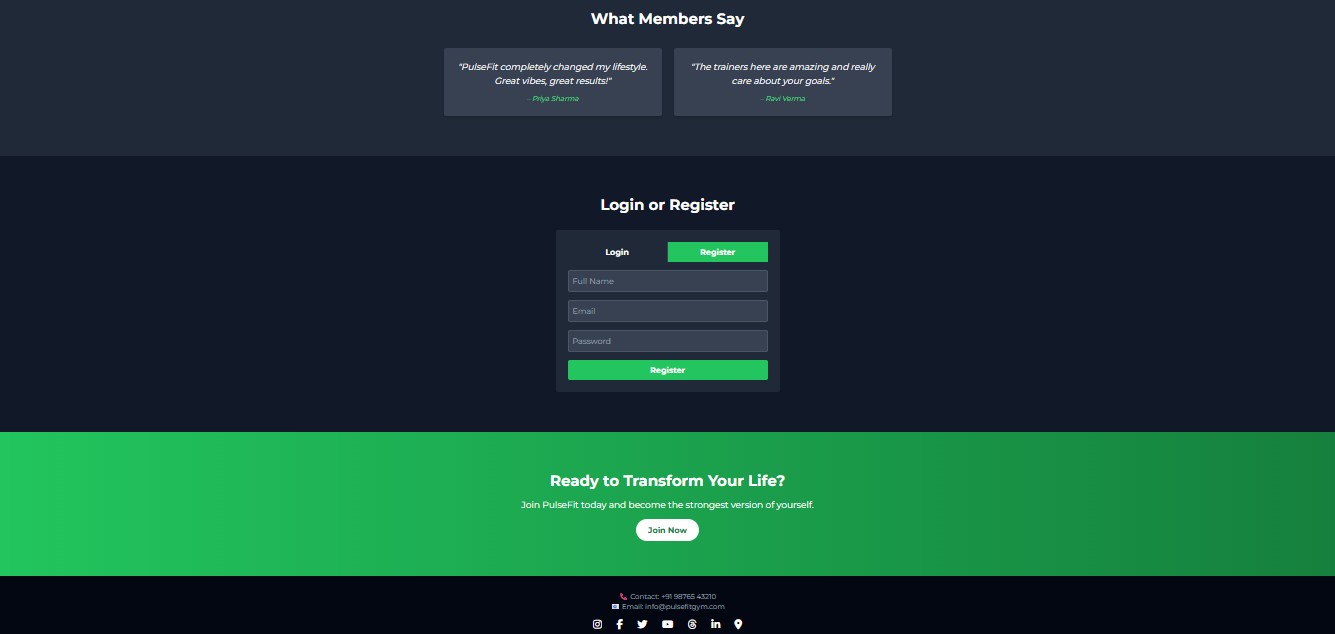 What Members Say
"PulseFit completely changed my lifestyle.
Great vibes, great results!"
– Priya Sharma
"The trainers here are amazing and really
care about your goals."
– Ravi Verma
Login or Register
Login
Register
Full Name
Email
Password
Register
Ready to Transform Your Life?
Join PulseFit today and become the strongest version of yourself.
Join Now
Contact: +91 98765 43210
Email: info@pulsefitgym.com